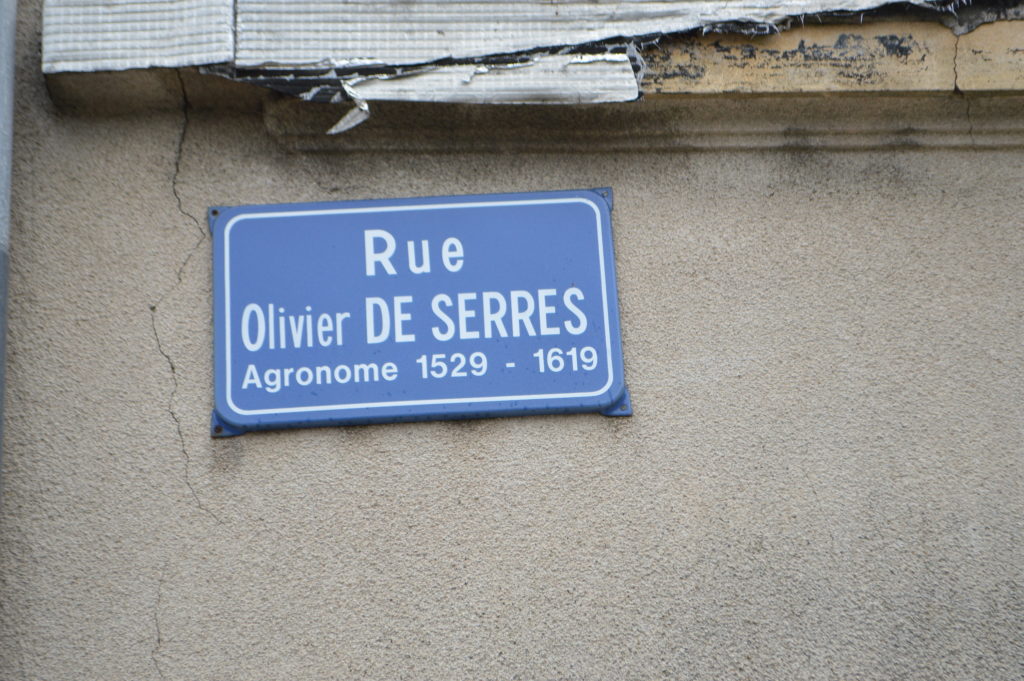 Rue
Olivier DE SERRES
Agronome 1529 - 1619